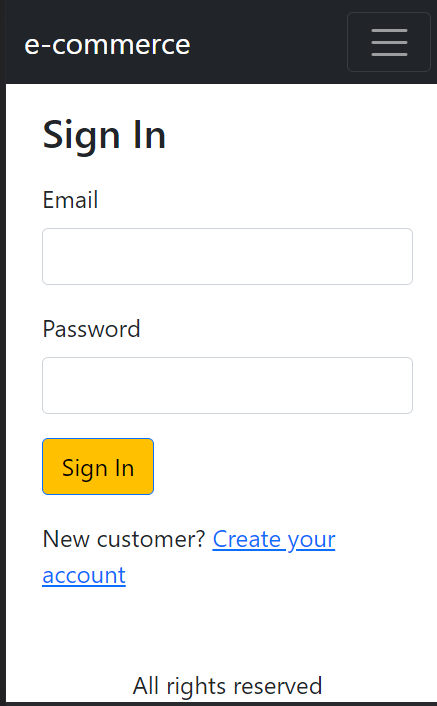 e-commerce
Sign In
Email
Password
Sign In
New customer? Create your
account
All rights reserved